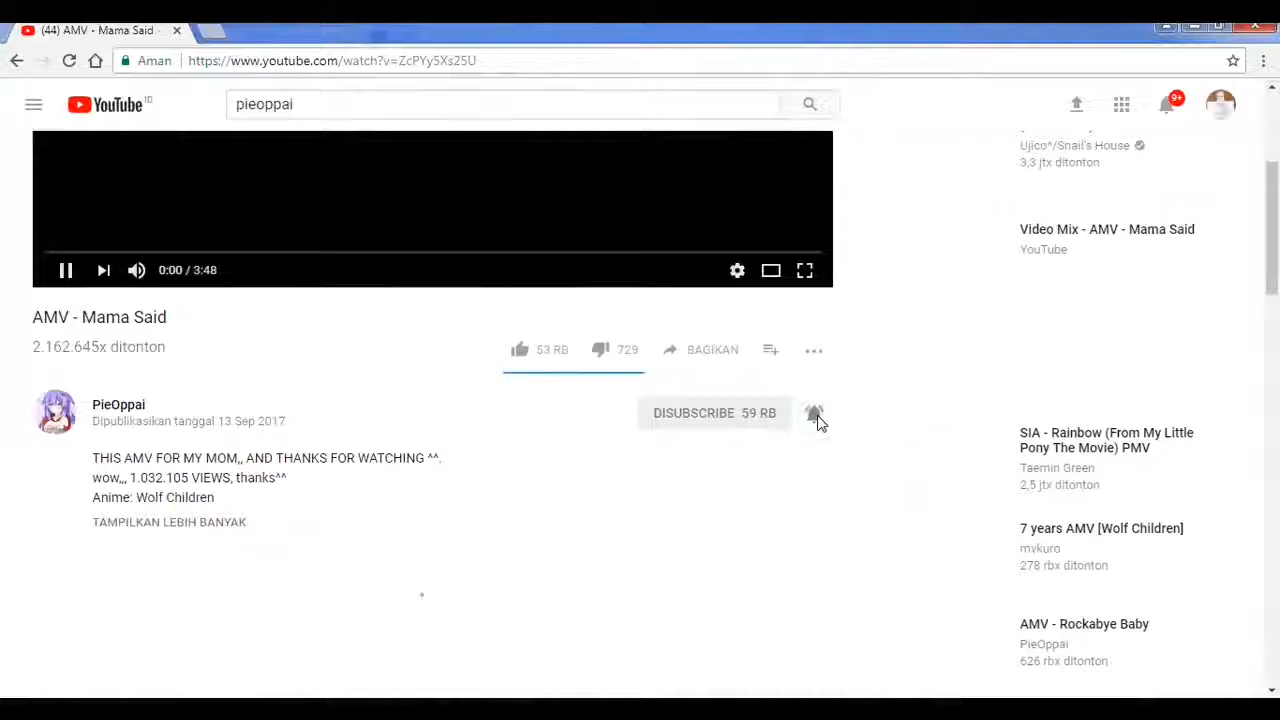 (44) AMV - Mama Said
Aman
https://www.youtube.com/watch?v=ZcPYy5Xs25U
YouTube ID
pieoppai
9+
0:00 / 3:48
AMV - Mama Said
2.162.645x ditonton
53 RB
729
BAGIKAN
PieOppai
Dipublikasikan tanggal 13 Sep 2017
DISUBSCRIBE 59 RB
THIS AMV FOR MY MOM,, AND THANKS FOR WATCHING ^^.
wow,,, 1.032.105 VIEWS, thanks^^
Anime: Wolf Children
TAMPILKAN LEBIH BANYAK
Ujico*/Snail's House
3,3 jtx ditonton
Video Mix - AMV - Mama Said
YouTube
SIA - Rainbow (From My Little
Pony The Movie) PMV
Taemin Green
2,5 jtx ditonton
7 years AMV [Wolf Children]
mvkuro
278 rbx ditonton
AMV - Rockabye Baby
PieOppai
626 rbx ditonton